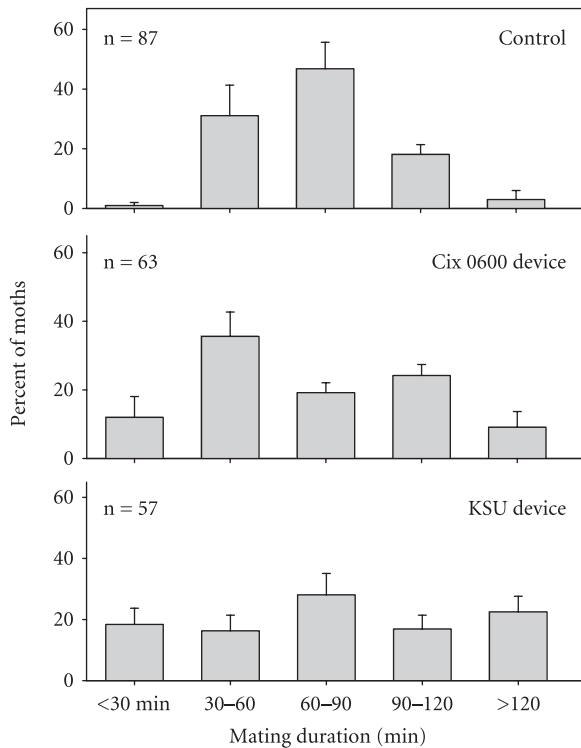 60
n = 87
Control
40
20
0
60
n = 63
Cix 0600 device
40
20
0
Percent of moths
60
n = 57
KSU device
40
20
0
<30 min
30–60
60–90
90–120
>120
Mating duration (min)